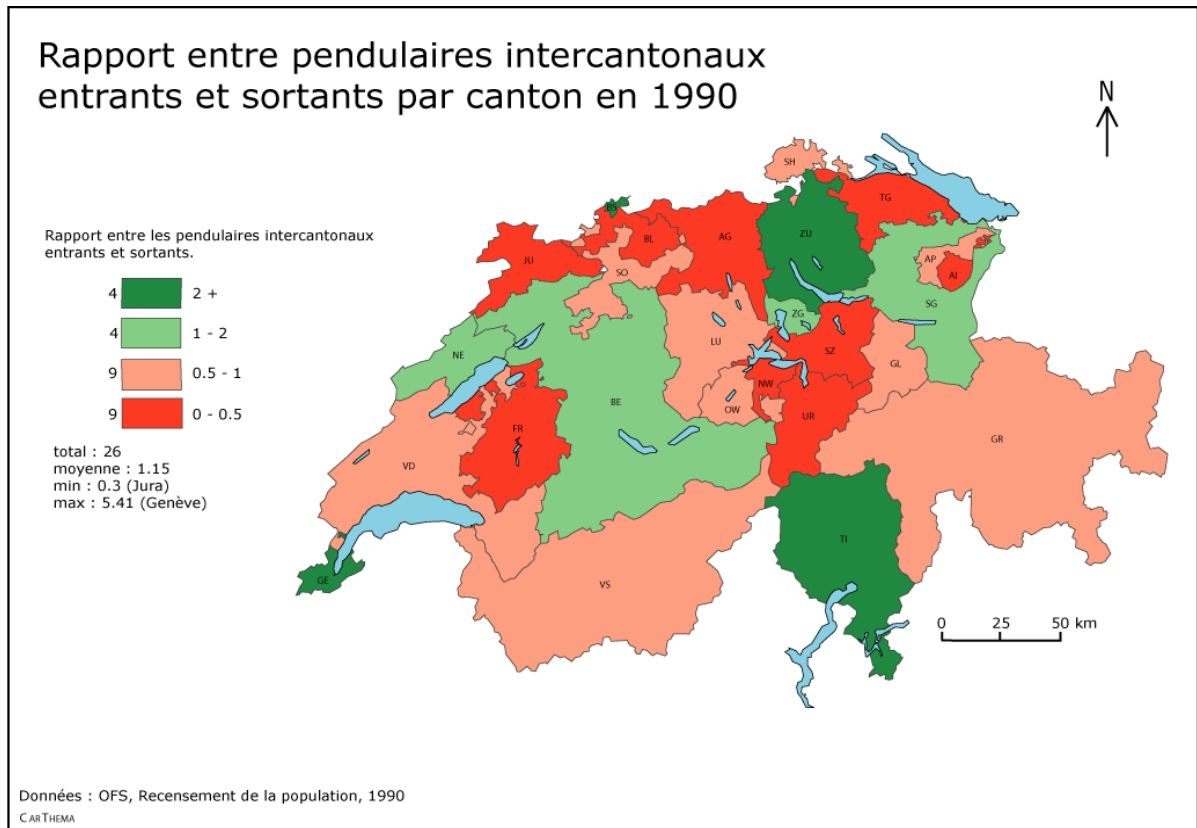 Rapport entre pendulaires intercantonaux
entrants et sortants par canton en 1990
N
Rapport entre les pendulaires intercantonaux
entrants et sortants.
4 2 +
4 1 - 2
9 0.5 - 1
9 0 - 0.5
total : 26
moyenne : 1.15
min : 0.3 (Jura)
max : 5.41 (Genève)
SH
BS
TG
ZU
BL
AG
JU
SO
AP
AI
SG
ZG
NE
LU
SZ
GL
NW
OW
BE
UR
FR
GR
VD
TI
GE
VS
0 25 50 km
Données : OFS, Recensement de la population, 1990
CARTHEMA